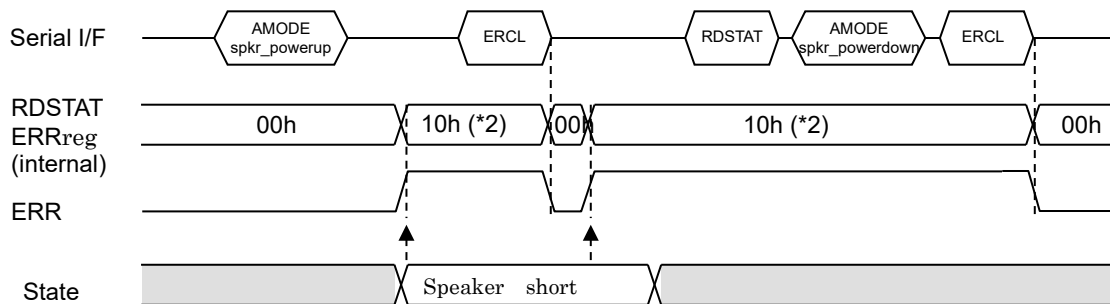 Serial I/F
AMODE
spkr_powerup
ERCL
RDSTAT
AMODE
spkr_powerdown
ERCL
RDSTAT
ERRreg
(internal)
00h
10h (*2)
00h
10h (*2)
00h
ERR
State
Speaker short